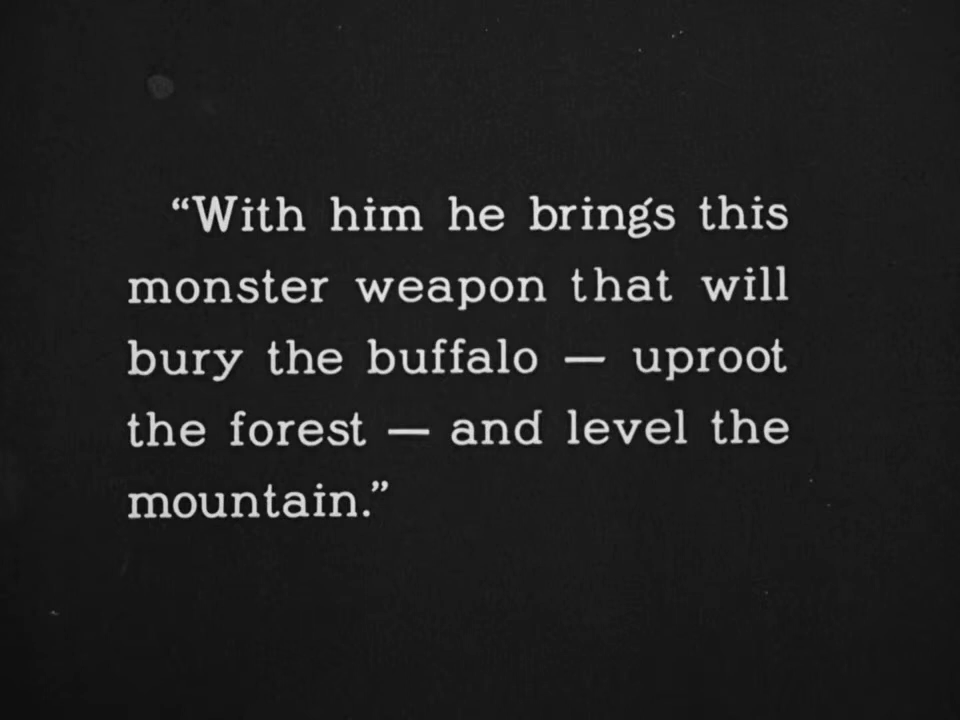 “With him he brings this
monster weapon that will
bury the buffalo — uproot
the forest — and level the
mountain.”